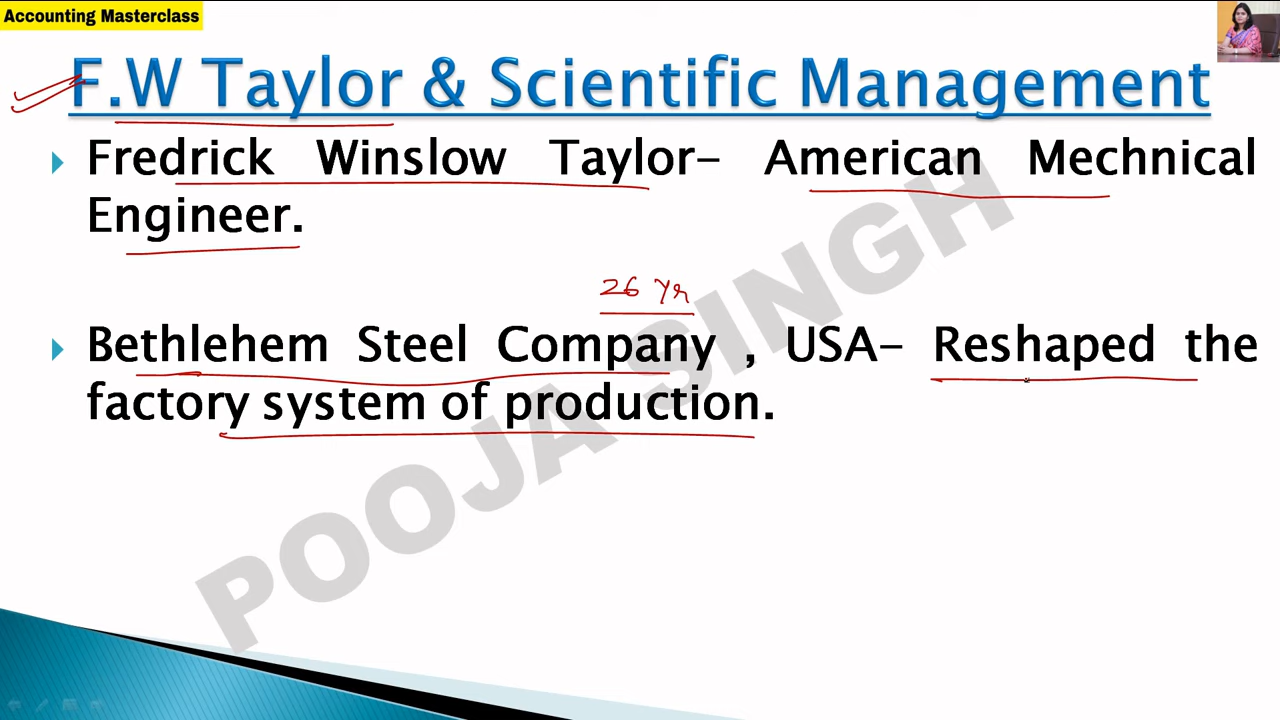 Accounting Masterclass
F.W Taylor & Scientific Management
Fredrick Winslow Taylor- American Mechnical
Engineer.
26 Yr
Bethlehem Steel Company , USA- Reshaped the
factory system of production.
POOJA SINGH